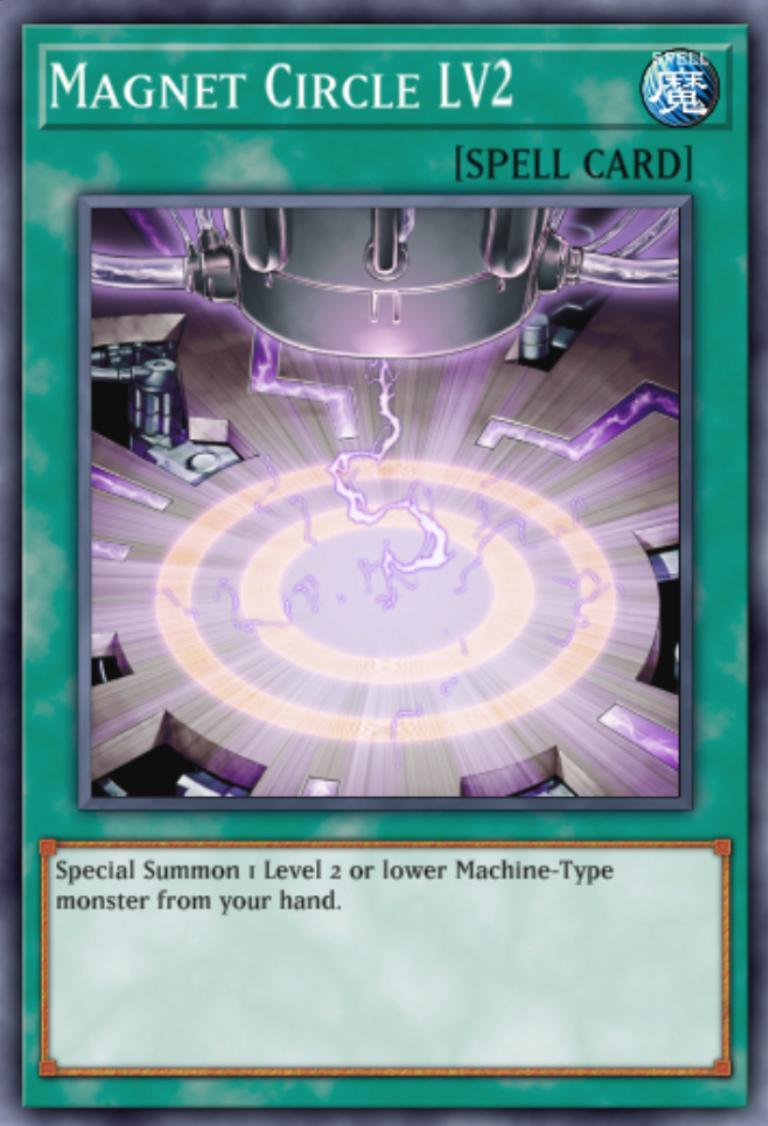 Magnet Circle LV2
SPELL
魔
[SPELL CARD]
Special Summon 1 Level 2 or lower Machine-Type
monster from your hand.